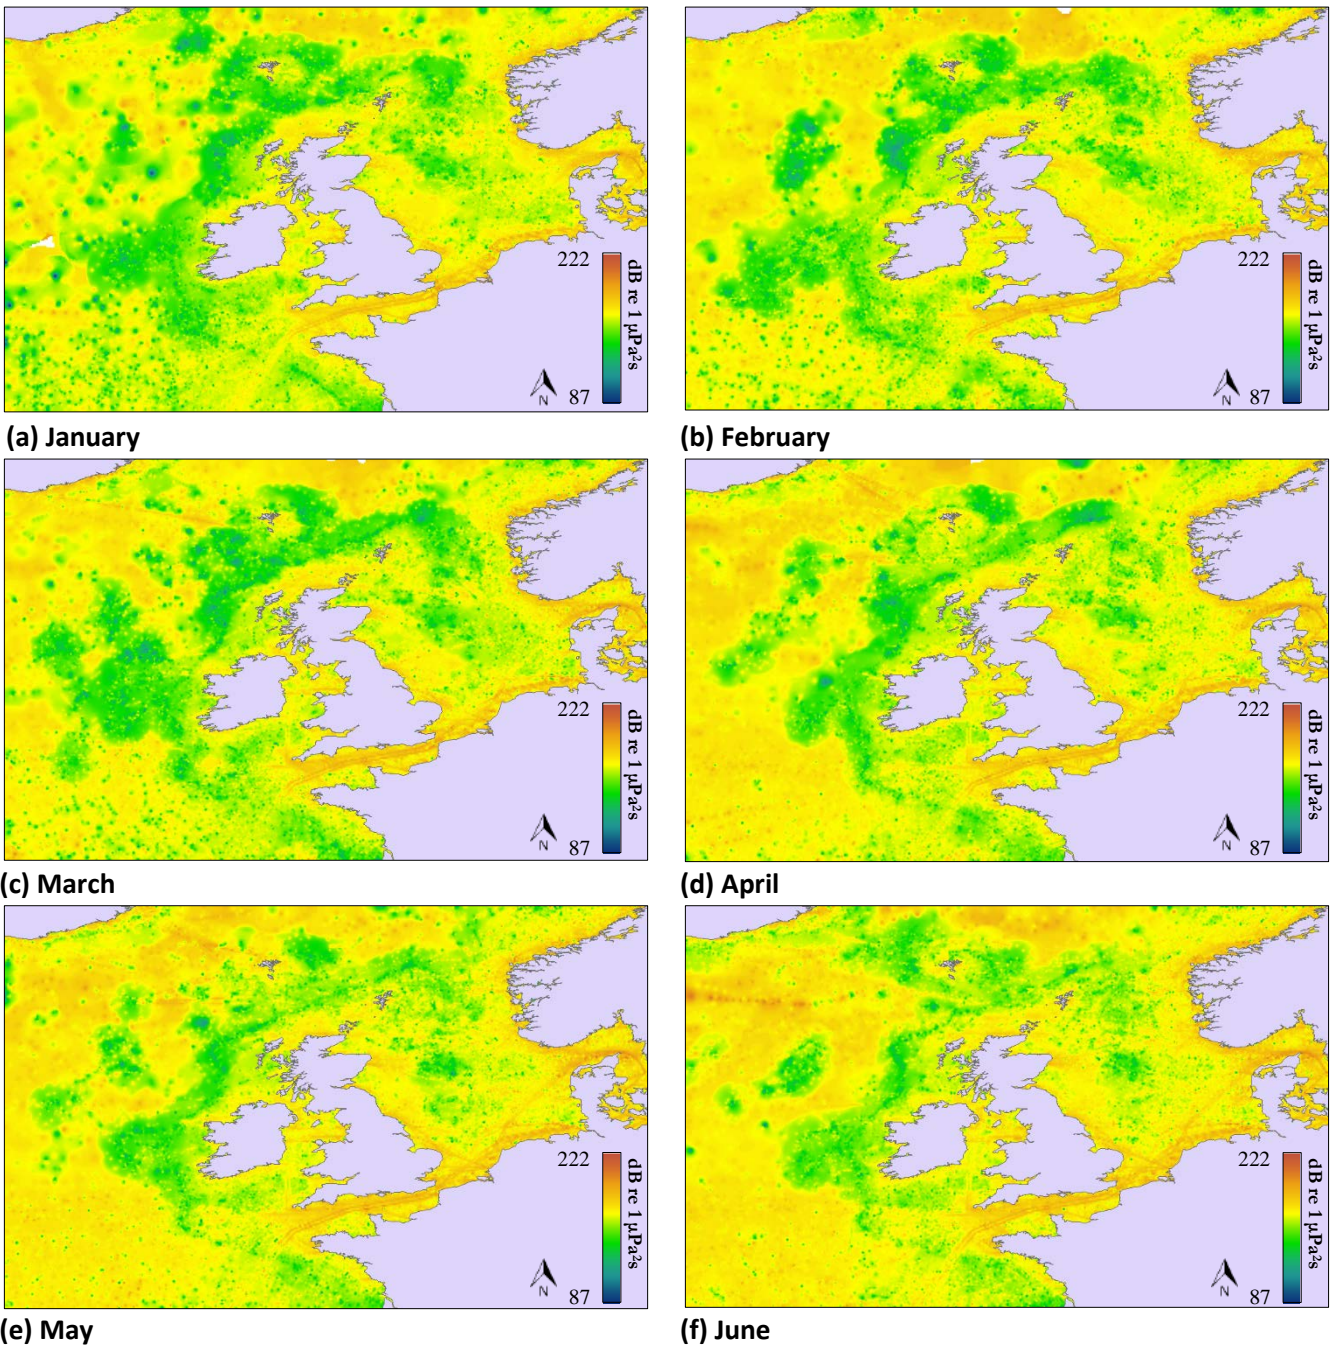 222
dB re 1 µPa²s
87
N
222
dB re 1 µPa²s
87
N
(a) January
(b) February
222
dB re 1 µPa²s
87
N
222
dB re 1 µPa²s
87
N
(c) March
(d) April
222
dB re 1 µPa²s
87
N
222
dB re 1 µPa²s
87
N
(e) May
(f) June